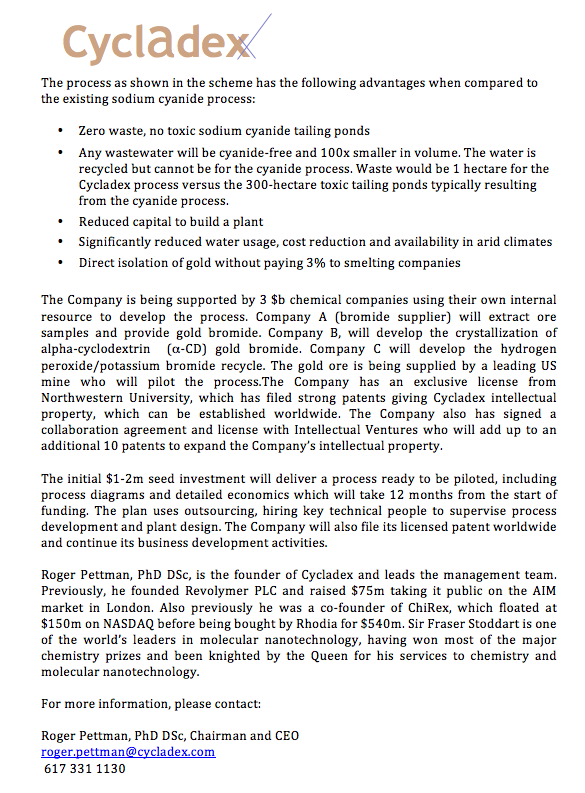 Cycladex
The process as shown in the scheme has the following advantages when compared to
the existing sodium cyanide process:
• Zero waste, no toxic sodium cyanide tailing ponds
• Any wastewater will be cyanide-free and 100x smaller in volume. The water is
recycled but cannot be for the cyanide process. Waste would be 1 hectare for the
Cycladex process versus the 300-hectare toxic tailing ponds typically resulting
from the cyanide process.
• Reduced capital to build a plant
• Significantly reduced water usage, cost reduction and availability in arid climates
• Direct isolation of gold without paying 3% to smelting companies
The Company is being supported by 3 $b chemical companies using their own internal
resource to develop the process. Company A (bromide supplier) will extract ore
samples and provide gold bromide. Company B, will develop the crystallization of
alpha-cyclodextrin (α-CD) gold bromide. Company C will develop the hydrogen
peroxide/potassium bromide recycle. The gold ore is being supplied by a leading US
mine who will pilot the process.The Company has an exclusive license from
Northwestern University, which has filed strong patents giving Cycladex intellectual
property, which can be established worldwide. The Company also has signed a
collaboration agreement and license with Intellectual Ventures who will add up to an
additional 10 patents to expand the Company's intellectual property.
The initial $1-2m seed investment will deliver a process ready to be piloted, including
process diagrams and detailed economics which will take 12 months from the start of
funding. The plan uses outsourcing, hiring key technical people to supervise process
development and plant design. The Company will also file its licensed patent worldwide
and continue its business development activities.
Roger Pettman, PhD DSc, is the founder of Cycladex and leads the management team.
Previously, he founded Revolymer PLC and raised $75m taking it public on the AIM
market in London. Also previously he was a co-founder of ChiRex, which floated at
$150m on NASDAQ before being bought by Rhodia for $540m. Sir Fraser Stoddart is one
of the world's leaders in molecular nanotechnology, having won most of the major
chemistry prizes and been knighted by the Queen for his services to chemistry and
molecular nanotechnology.
For more information, please contact:
Roger Pettman, PhD DSc, Chairman and CEO
roger.pettman@cycladex.com
617 331 1130